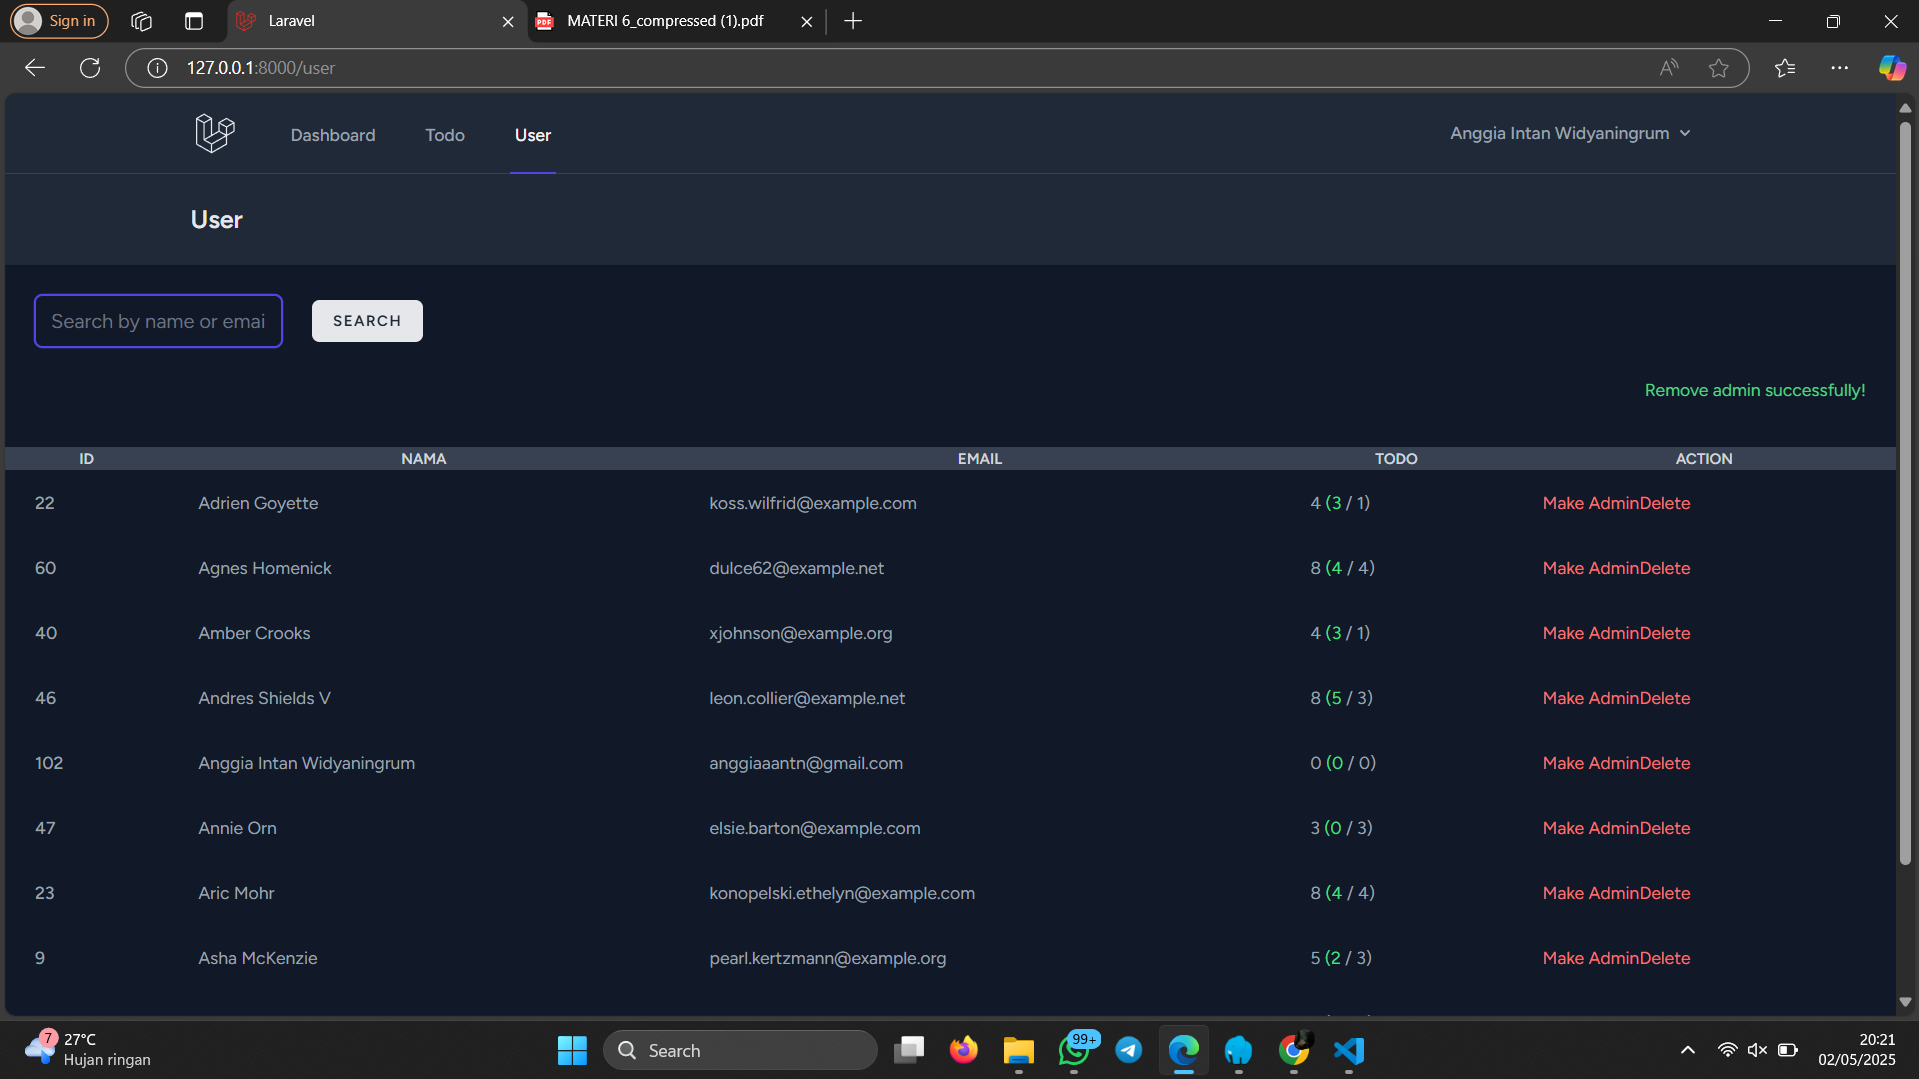 Sign in
Laravel
MATERI 6_compressed (1).pdf
127.0.0.1:8000/user
Dashboard
Todo
User
Anggia Intan Widyaningrum
User
Search by name or emai
SEARCH
Remove admin successfully!
ID NAMA EMAIL TODO ACTION
22 Adrien Goyette koss.wilfrid@example.com 4 (3 / 1) Make AdminDelete
60 Agnes Homenick dulce62@example.net 8 (4 / 4) Make AdminDelete
40 Amber Crooks xjohnson@example.org 4 (3 / 1) Make AdminDelete
46 Andres Shields V leon.collier@example.net 8 (5 / 3) Make AdminDelete
102 Anggia Intan Widyaningrum anggiaaantn@gmail.com 0 (0 / 0) Make AdminDelete
47 Annie Orn elsie.barton@example.com 3 (0 / 3) Make AdminDelete
23 Aric Mohr konopelski.ethelyn@example.com 8 (4 / 4) Make AdminDelete
9 Asha McKenzie pearl.kertzmann@example.org 5 (2 / 3) Make AdminDelete
7
27°C
Hujan ringan
Search
99+
20:21
02/05/2025